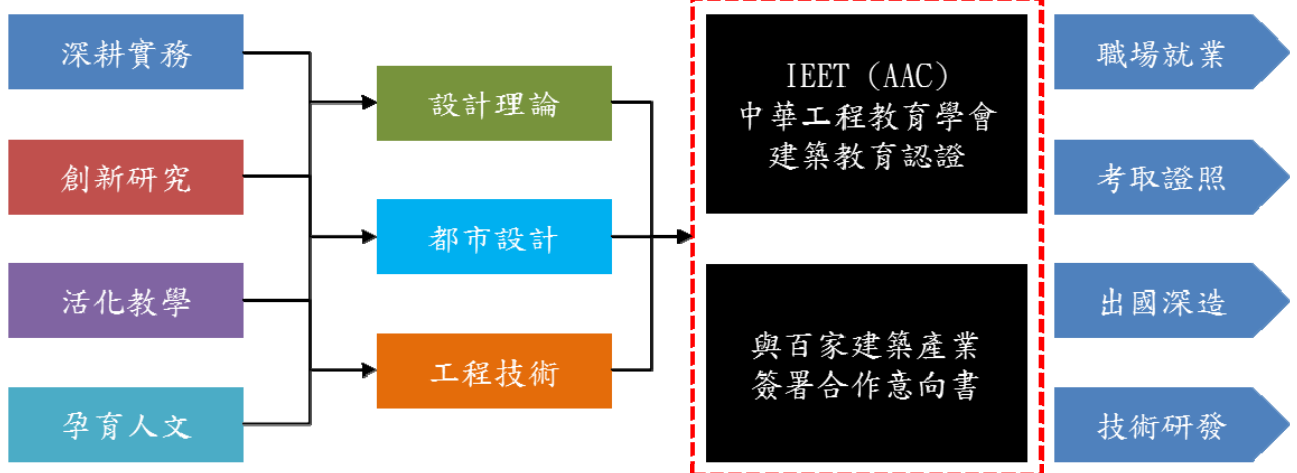 深耕實務
創新研究
活化教學
孕育人文
設計理論
都市設計
工程技術
IEET (AAC)
中華工程教育學會
建築教育認證
與百家建築產業
簽署合作意向書
職場就業
考取證照
出國深造
技術研發